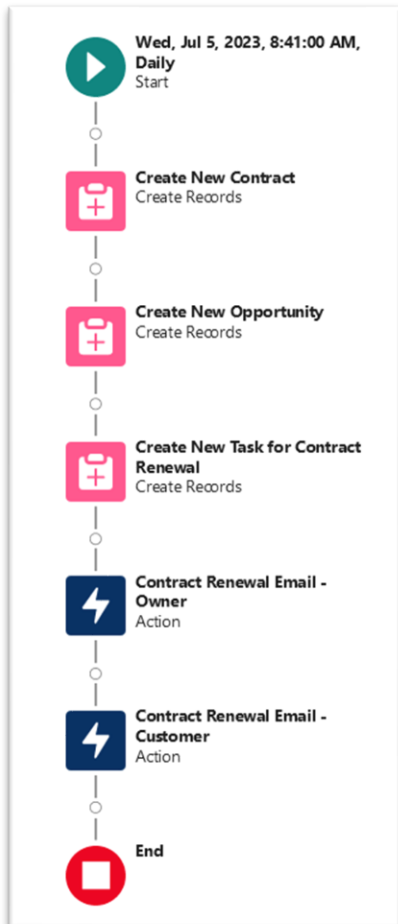 Wed, Jul 5, 2023, 8:41:00 AM,
Daily
Start
Create New Contract
Create Records
Create New Opportunity
Create Records
Create New Task for Contract
Renewal
Create Records
Contract Renewal Email -
Owner
Action
Contract Renewal Email -
Customer
Action
End